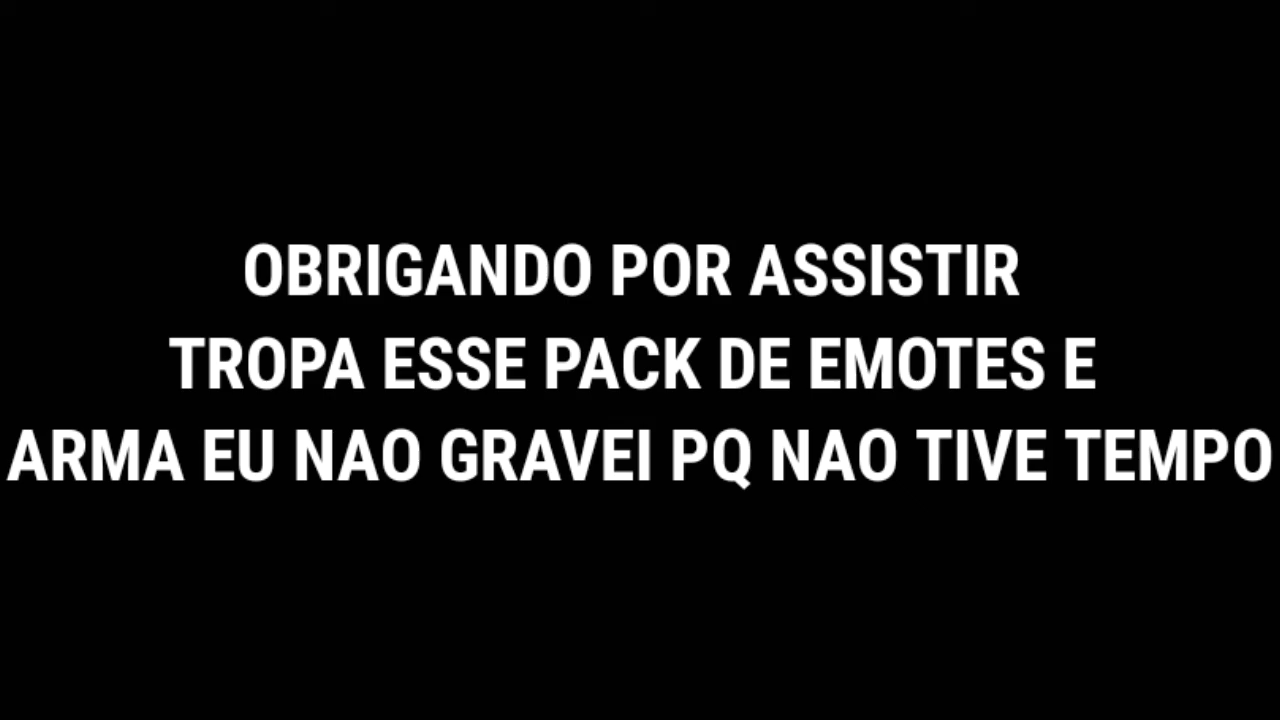 OBRIGANDO POR ASSISTIR
TROPA ESSE PACK DE EMOTES E
ARMA EU NAO GRAVEI PQ NAO TIVE TEMPO